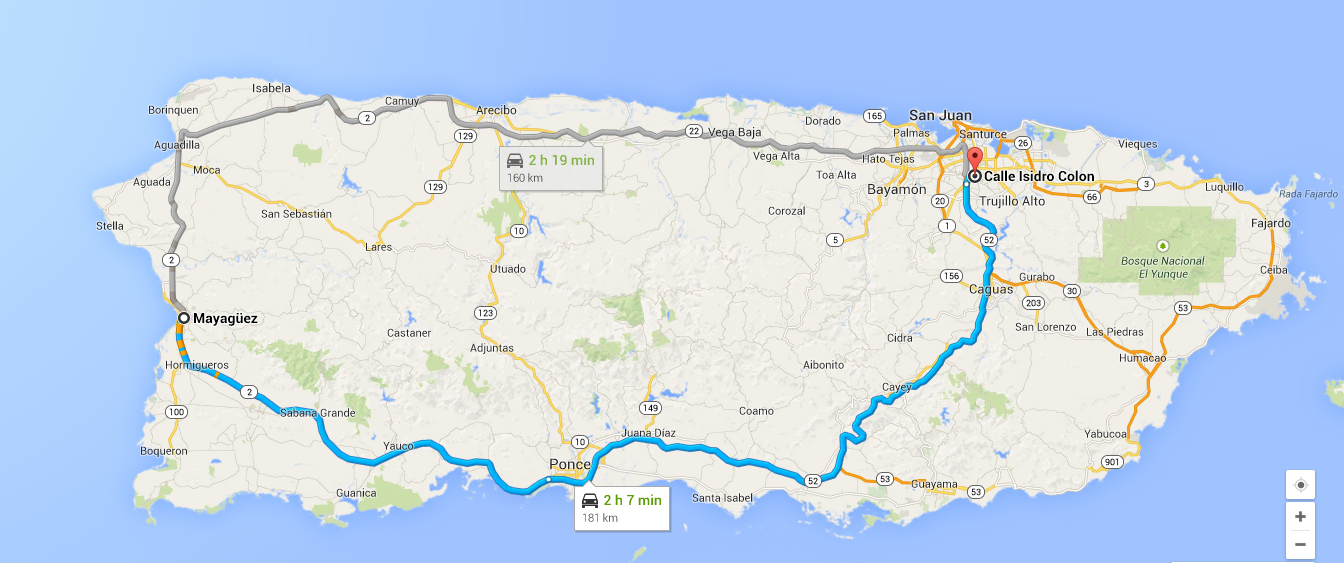 Isabela
Borinquen
Camuy
Arecibo
2
129
Aguadilla
22
Vega Baja
Dorado
165
San Juan
Palmas
Santurce
26
Vieques
Vega Alta
Hato Tejas
2 h 19 min
160 km
Moca
Aguada
129
Toa Alta
Bayamón
Calle Isidro Colon
3
66
Luquillo
Rada Fajardo
20
Trujillo Alto
San Sebastián
Stella
Corozal
10
5
1
52
Fajardo
Lares
2
Utuado
Bosque Nacional
El Yunque
Ceiba
156
Gurabo
Caguas
30
203
53
Mayagüez
123
San Lorenzo
Las Piedras
Castaner
Adjuntas
Cidra
Humacao
Hormigueros
Aibonito
2
Cayey
100
Sabana Grande
149
Coamo
Juana Díaz
Yauco
10
Yabucoa
Boqueron
Ponce
901
Guanica
52
53
Guayama
53
Santa Isabel
2 h 7 min
181 km
+
−